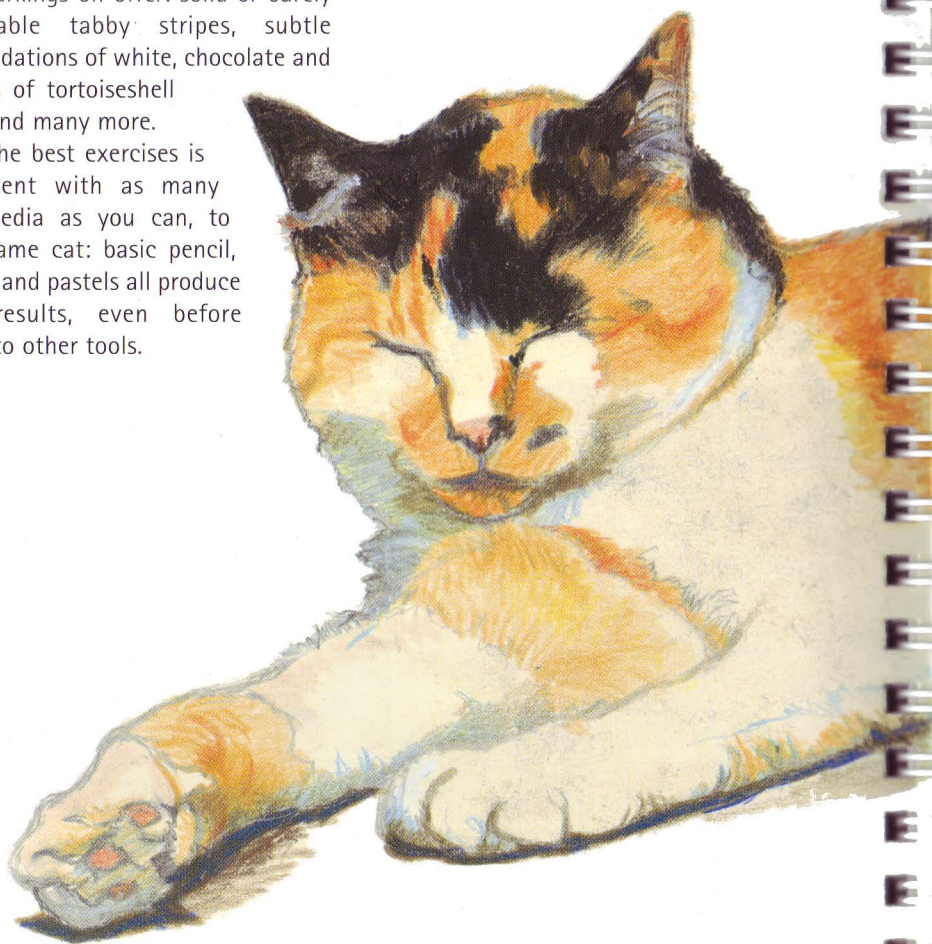 able tabby stripes, subtle
dations of white, chocolate and
of tortoiseshell
nd many more.
he best exercises is
ent with as many
edia as you can, to
ame cat: basic pencil,
and pastels all produce
results, even before
to other tools.